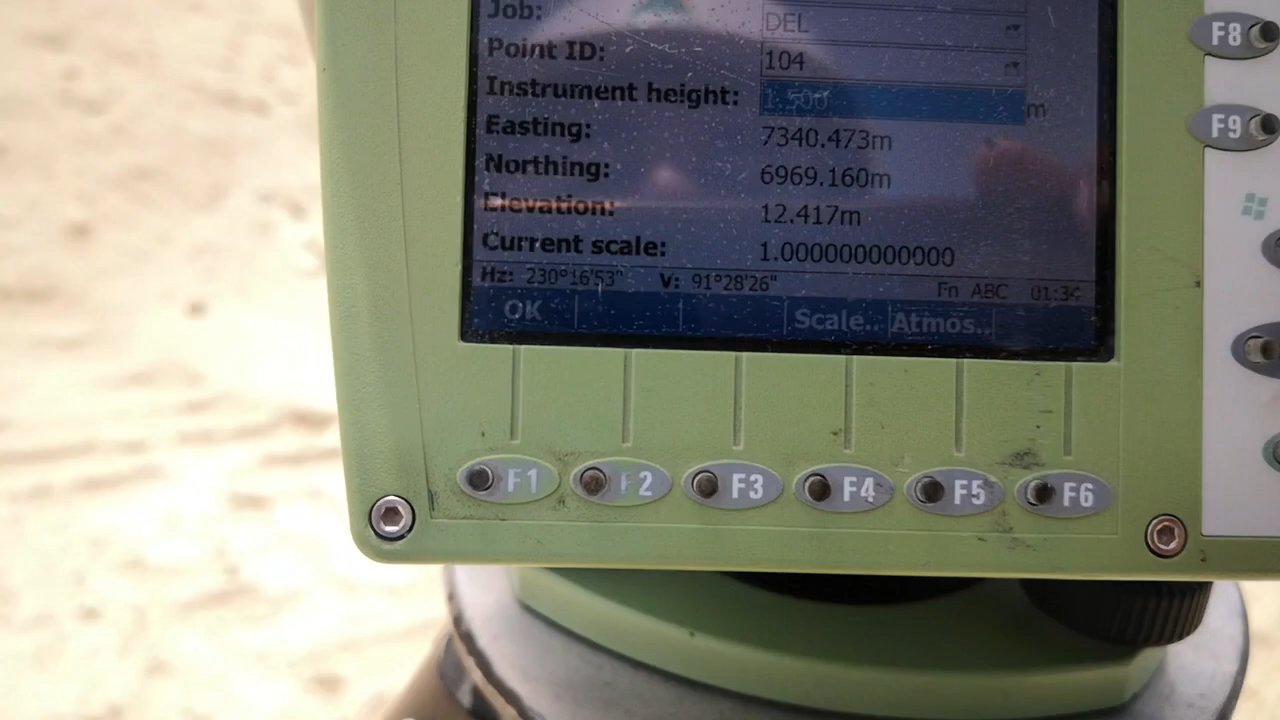 Job: DEL
Point ID: 104
Instrument height: 1.500 m
Easting: 7340.473m
Northing: 6969.160m
Elevation: 12.417m
Current scale: 1.000000000000
Hz: 230°16'53" V: 91°28'26" Fn ABC 01:34
OK Scale.. Atmos..
F1 F2 F3 F4 F5 F6
F8
F9